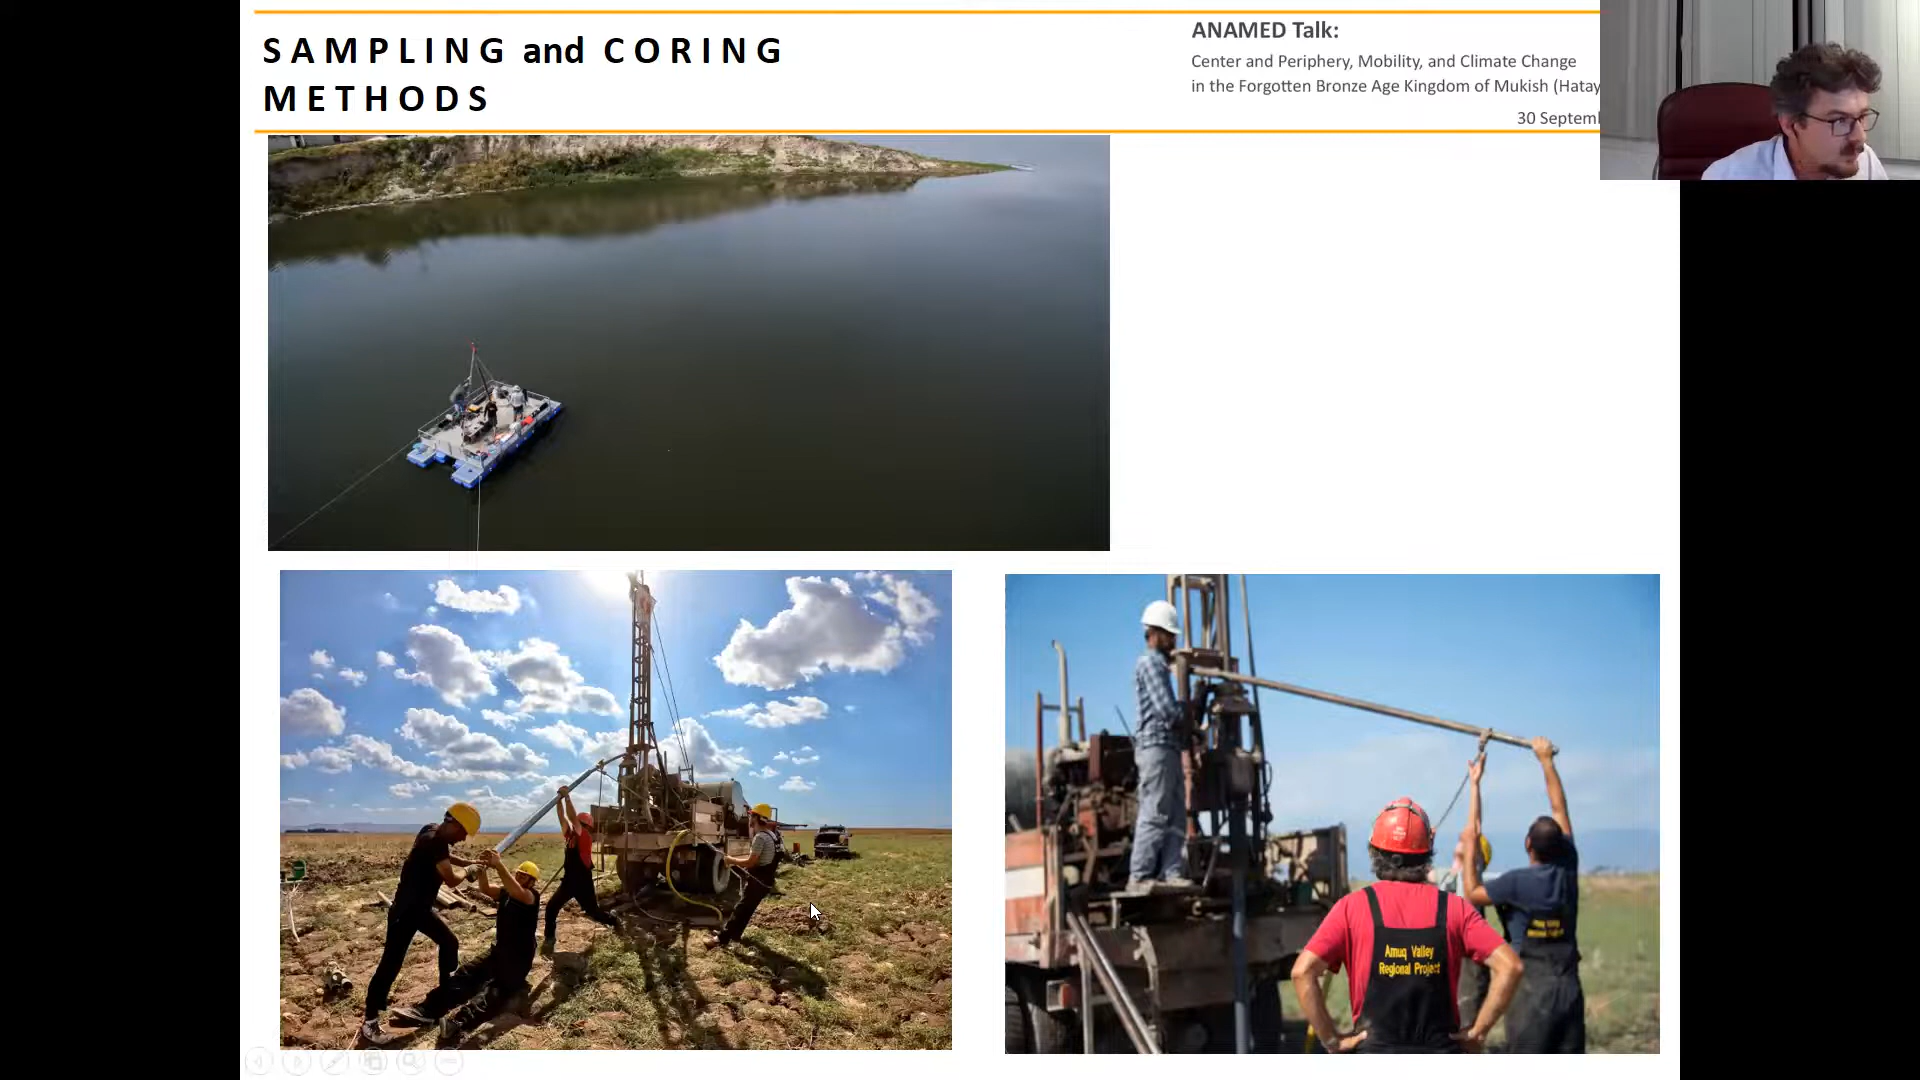 SAMPLING and CORING
METHODS
ANAMED Talk:
Center and Periphery, Mobility, and Climate Change
in the Forgotten Bronze Age Kingdom of Mukish (Hatay
30 Septem
Amuq Valley
Regional Project